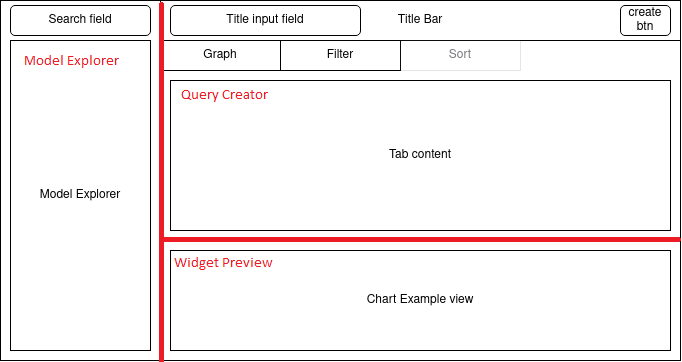 Search field
Title input field
Title Bar
create
btn
Model Explorer
Graph
Filter
Sort
Query Creator
Tab content
Model Explorer
Widget Preview
Chart Example view